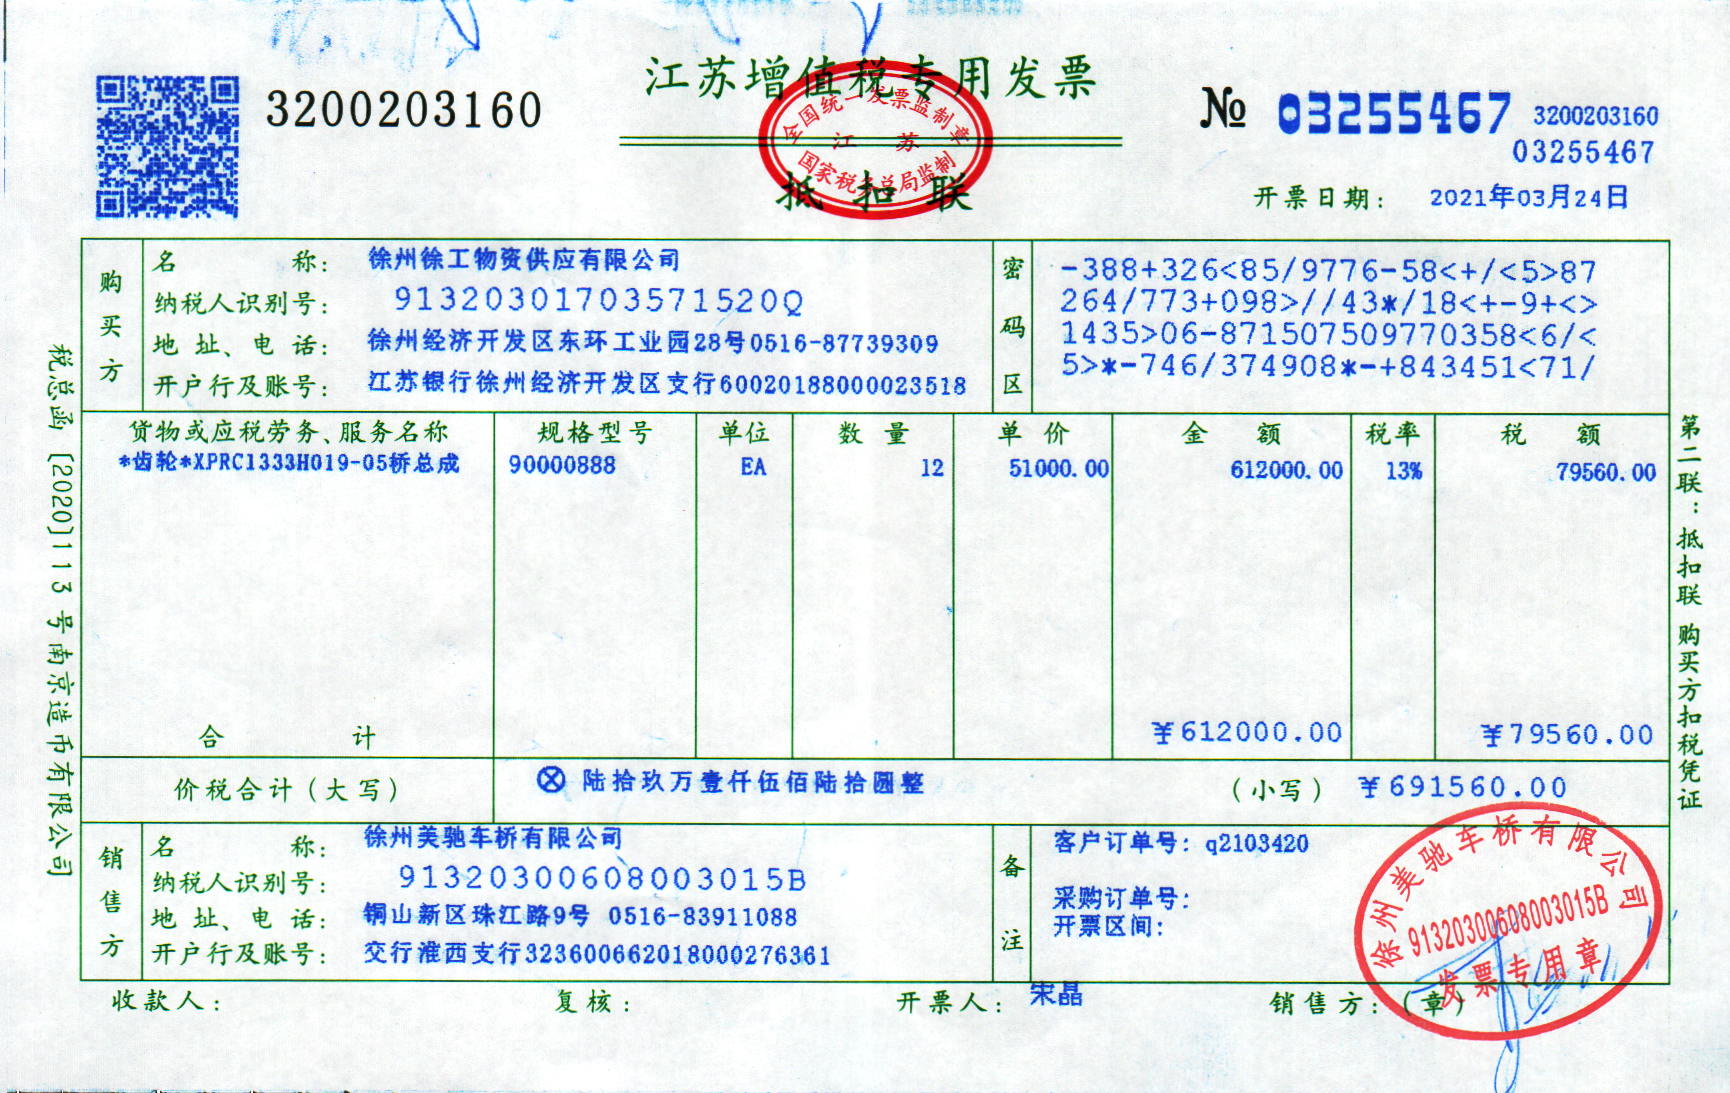 江苏增值税专用发票
3200203160
全国统一发票监制章
江 苏
国家税务总局监制
抵扣联
№ 03255467
3200203160
03255467
开票日期： 2021年03月24日
税总函[2020]113号南京造币有限公司
第二联：抵扣联 购买方扣税凭证
购买方
名 称： 徐州徐工物资供应有限公司
纳税人识别号： 91320301703571520Q
地 址、电 话： 徐州经济开发区东环工业园28号0516-87739309
开户行及账号： 江苏银行徐州经济开发区支行60020188000023518
密码区
-388+326<85/9776-58<+/<5>87
264/773+098>//43*/18<+-9+<>
1435>06-871507509770358<6/<
5>*-746/374908*-+843451<71/
货物或应税劳务、服务名称 规格型号 单位 数 量 单 价 金 额 税率 税 额
*齿轮*XPRC1333H019-05桥总成 90000888 EA 12 51000.00 612000.00 13% 79560.00
合 计 ￥612000.00 ￥79560.00
价税合计（大写） ⊗ 陆拾玖万壹仟伍佰陆拾圆整 （小写） ￥691560.00
销售方
名 称： 徐州美驰车桥有限公司
纳税人识别号： 91320300608003015B
地 址、电 话： 铜山新区珠江路9号 0516-83911088
开户行及账号： 交行淮西支行323600662018000276361
备注
客户订单号：q2103420
采购订单号：
开票区间：
收款人： 复核： 开票人： 宋晶 销售方：（章）
徐州美驰车桥有限公司
91320300608003015B
发票专用章